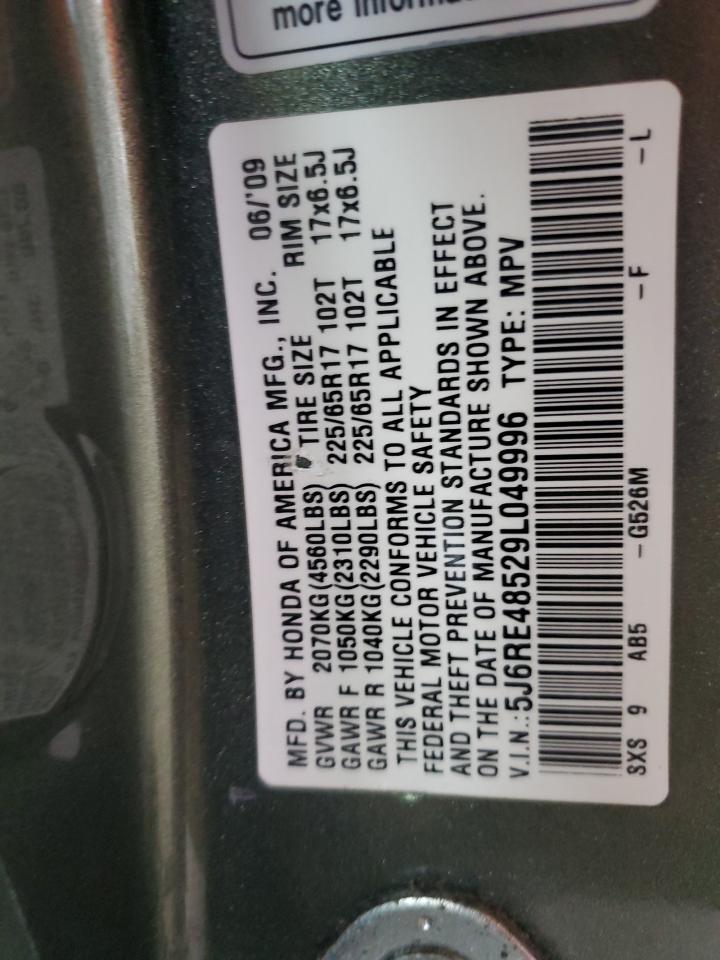 more
MFD. BY HONDA OF AMERICA MFG., INC. 06/'09
GVWR 2070KG(4560LBS) TIRE SIZE RIM SIZE
GAWR F 1050KG(2310LBS) 225/65R17 102T 17x6.5J
GAWR R 1040KG(2290LBS) 225/65R17 102T 17x6.5J
THIS VEHICLE CONFORMS TO ALL APPLICABLE
FEDERAL MOTOR VEHICLE SAFETY
AND THEFT PREVENTION STANDARDS IN EFFECT
ON THE DATE OF MANUFACTURE SHOWN ABOVE.
V.I.N.:5J6RE48529L049996 TYPE: MPV
SXS 9 AB5 -G526M -F -L